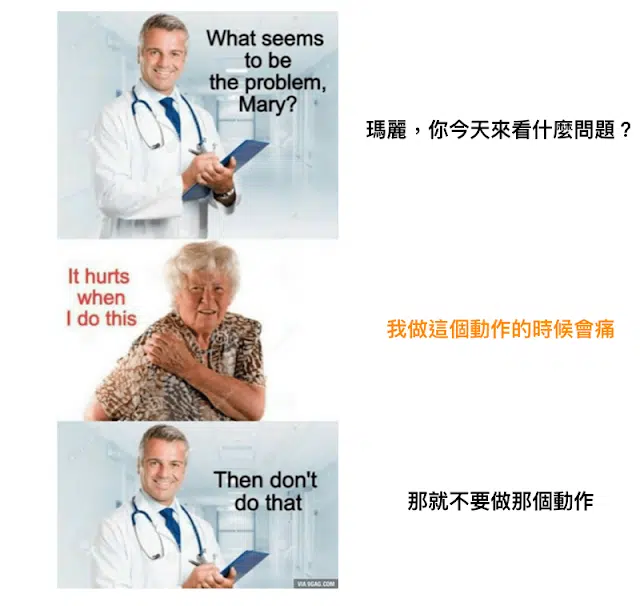 What seems
to be
the problem,
Mary?
瑪麗，你今天來看什麼問題？
It hurts
when
I do this
我做這個動作的時候會痛
Then don't
do that
那就不要做那個動作
VIA 9GAG.COM